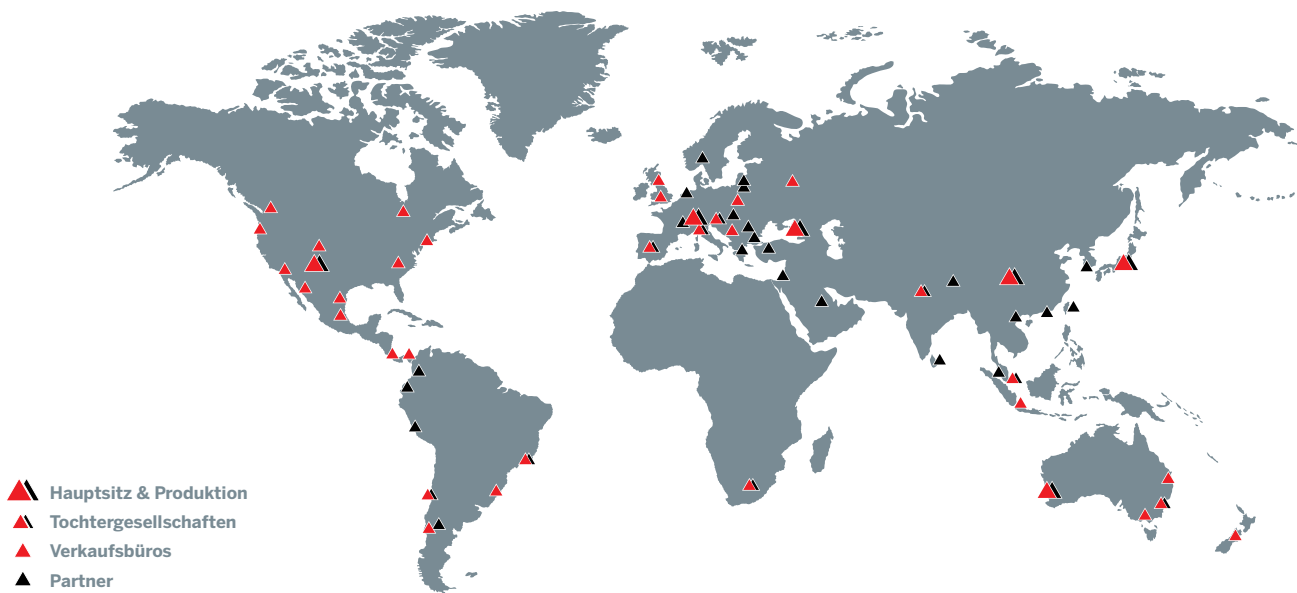 Hauptsitz & Produktion
Tochtergesellschaften
Verkaufsbüros
Partner